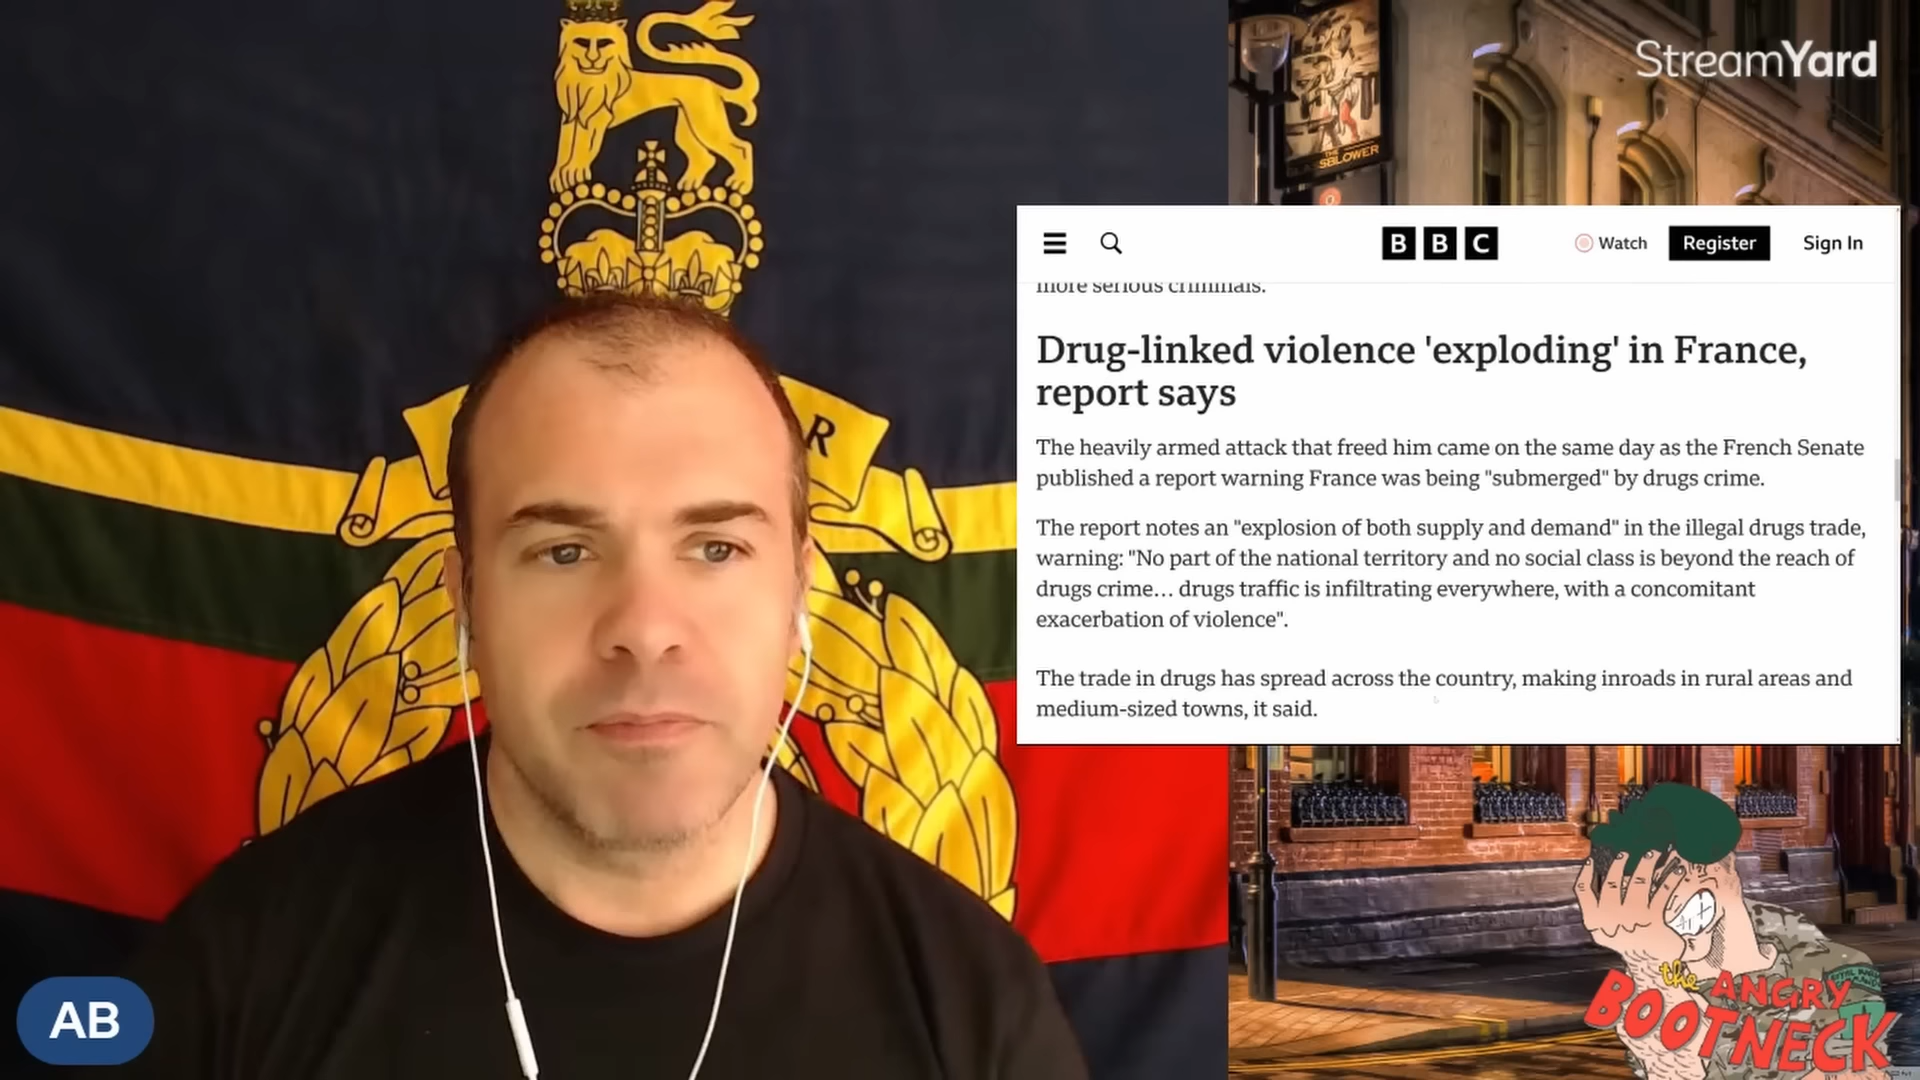 StreamYard
SBLOWER
R
B B C
Watch
Register
Sign In
more serious criminals.
Drug-linked violence 'exploding' in France,
report says
The heavily armed attack that freed him came on the same day as the French Senate
published a report warning France was being "submerged" by drugs crime.
The report notes an "explosion of both supply and demand" in the illegal drugs trade,
warning: "No part of the national territory and no social class is beyond the reach of
drugs crime… drugs traffic is infiltrating everywhere, with a concomitant
exacerbation of violence".
The trade in drugs has spread across the country, making inroads in rural areas and
medium-sized towns, it said.
AB
the ANGRY
BOOTNECK